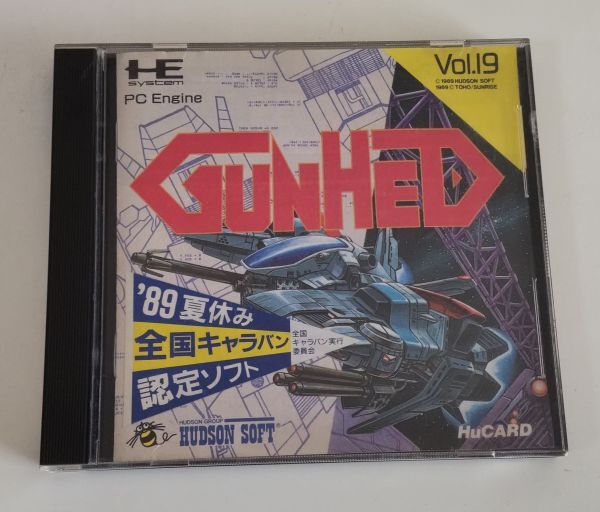 HE
system
PC Engine
Vol.19
© 1989 HUDSON SOFT
1989 © TOHO/SUNRISE
GUNHED
'89 夏休み
全国キャラバン
認定ソフト
全国
キャラバン実行
委員会
HUDSON GROUP
HUDSON SOFT
HuCARD